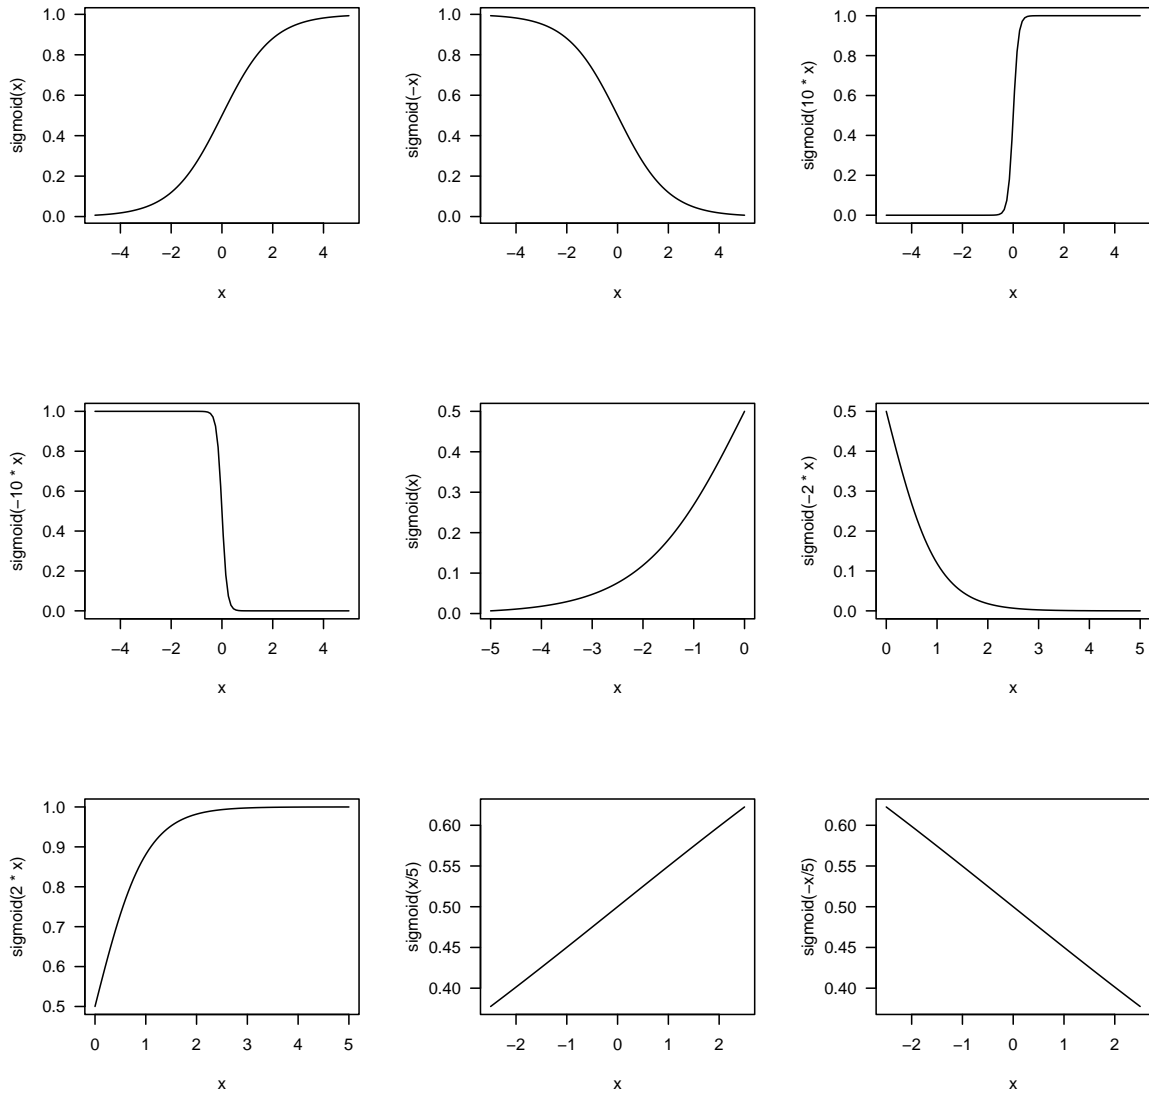 sigmoid(x)
1.0
0.8
0.6
0.4
0.2
0.0
−4 −2 0 2 4
x
sigmoid(−x)
1.0
0.8
0.6
0.4
0.2
0.0
−4 −2 0 2 4
x
sigmoid(10 * x)
1.0
0.8
0.6
0.4
0.2
0.0
−4 −2 0 2 4
x
sigmoid(−10 * x)
1.0
0.8
0.6
0.4
0.2
0.0
−4 −2 0 2 4
x
sigmoid(x)
0.5
0.4
0.3
0.2
0.1
0.0
−5 −4 −3 −2 −1 0
x
sigmoid(−2 * x)
0.5
0.4
0.3
0.2
0.1
0.0
0 1 2 3 4 5
x
sigmoid(2 * x)
1.0
0.9
0.8
0.7
0.6
0.5
0 1 2 3 4 5
x
sigmoid(x/5)
0.60
0.55
0.50
0.45
0.40
−2 −1 0 1 2
x
sigmoid(−x/5)
0.60
0.55
0.50
0.45
0.40
−2 −1 0 1 2
x